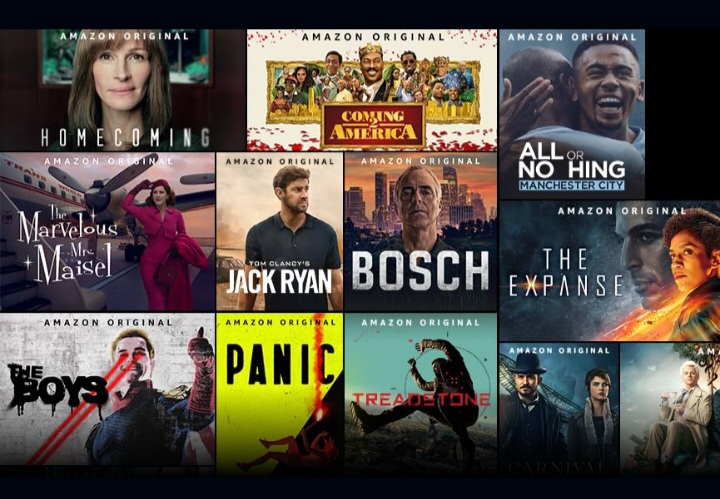 AMAZON ORIGINAL
HOMECOMING
AMAZON ORIGINAL
COMING
2
AMERICA
AMAZON ORIGINAL
ALL OR
NO HING
MANCHESTER CITY
AMAZON ORIGINAL
The
Marvelous
Mrs.
Maisel
AMAZON ORIGINAL
TOM CLANCY'S
JACK RYAN
AMAZON ORIGINAL
BOSCH
AMAZON ORIGINAL
THE
EXPANSE
AMAZON ORIGINAL
THE
BOYS
AMAZON ORIGINAL
PANIC
AMAZON ORIGINAL
TREADSTONE
AMAZON ORIGINAL
CARNIVAL
AM